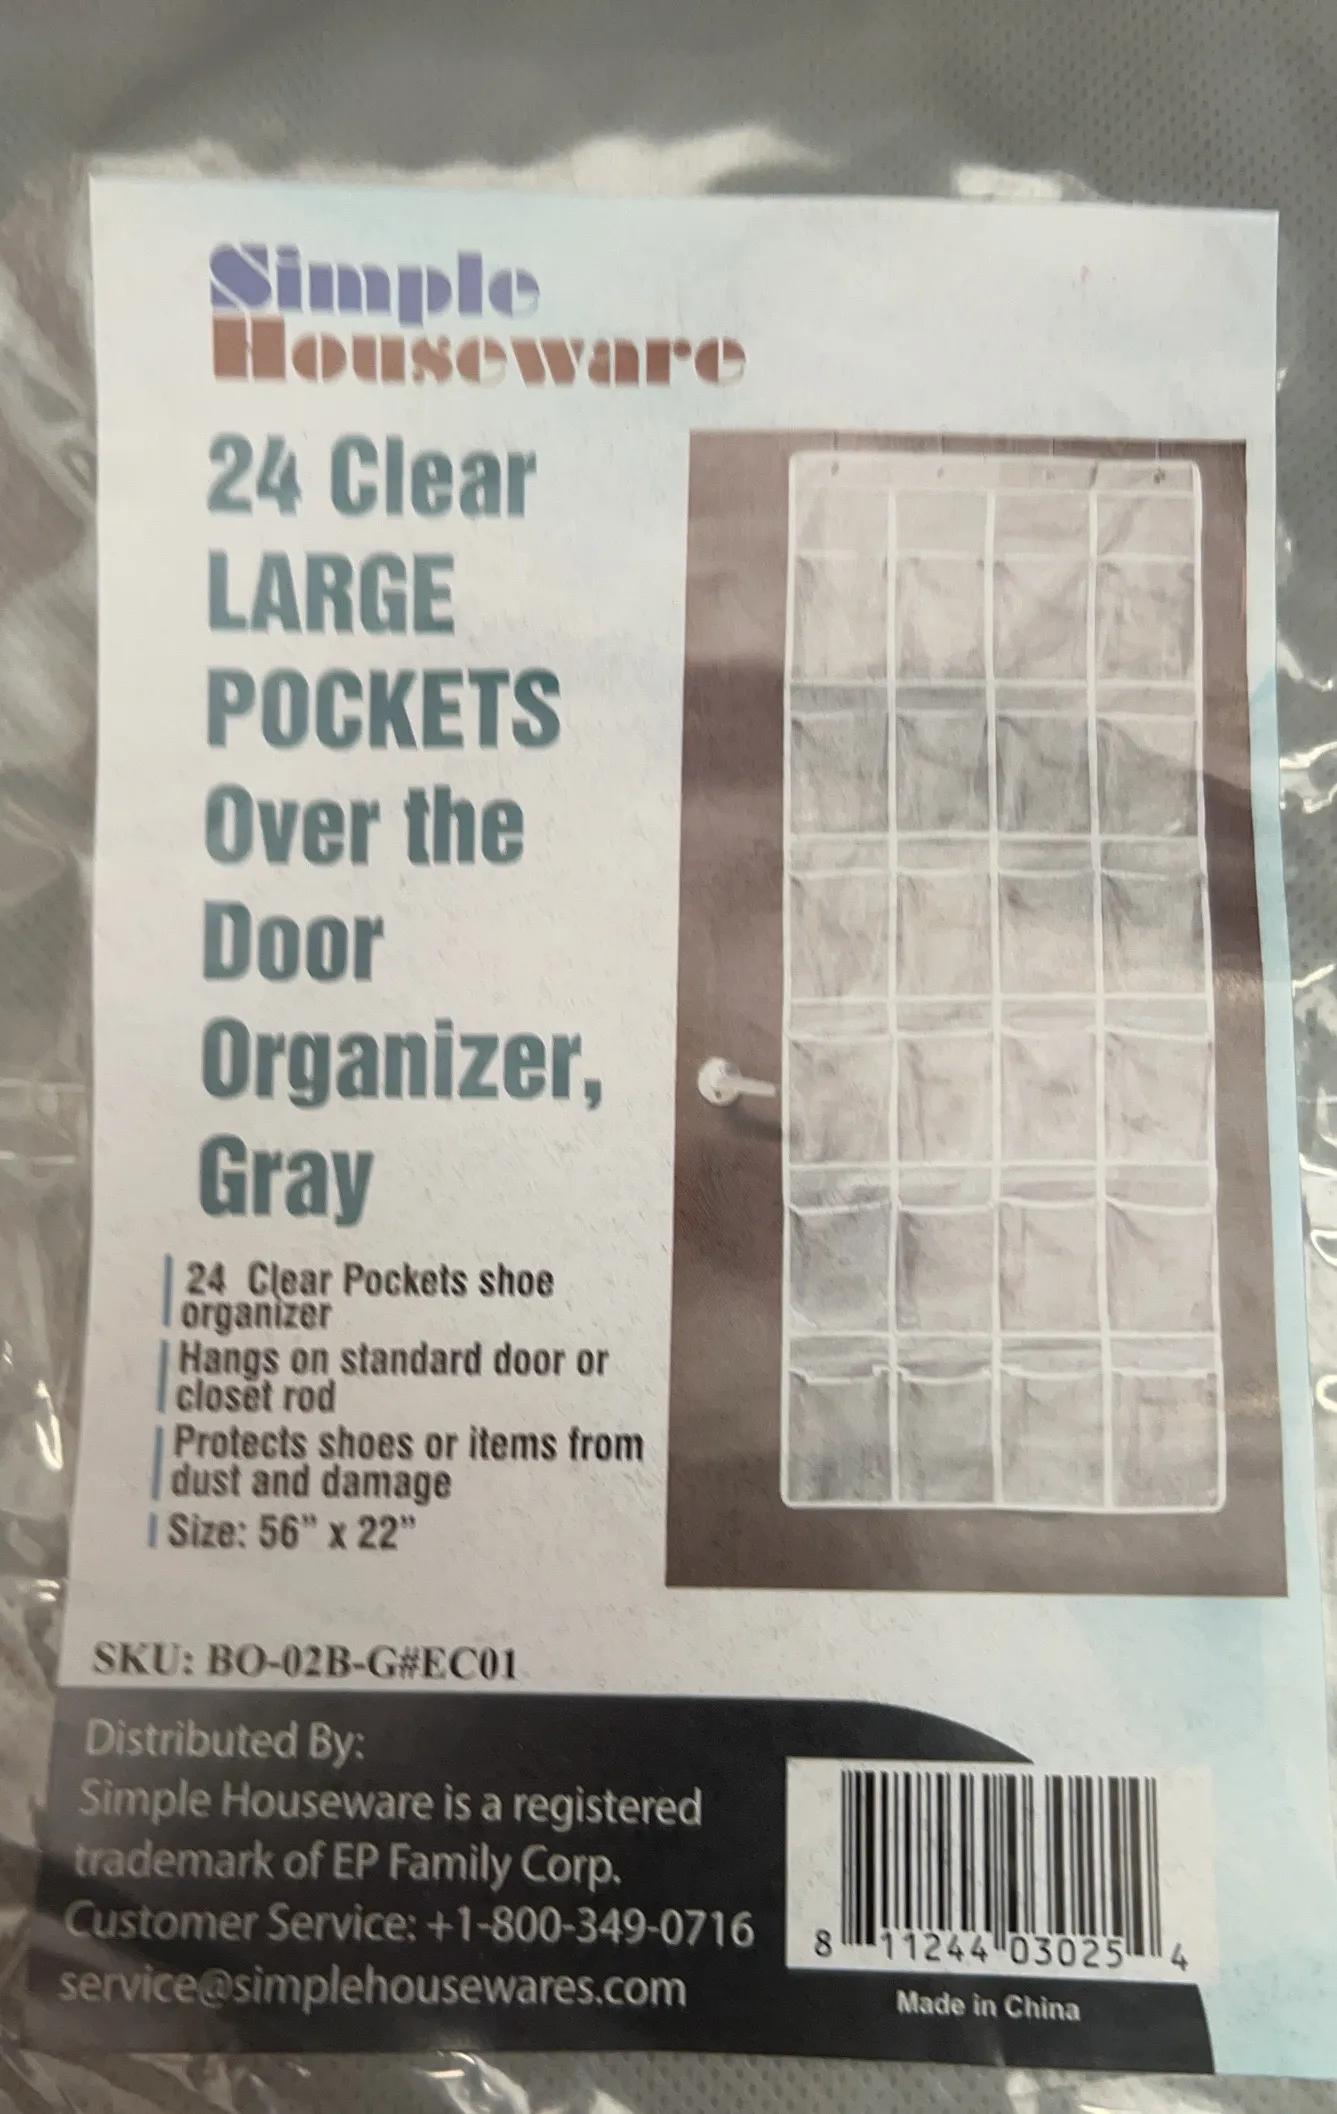 Simple
Houseware
24 Clear
LARGE
POCKETS
Over the
Door
Organizer,
Gray
24 Clear Pockets shoe
organizer
Hangs on standard door or
closet rod
Protects shoes or items from
dust and damage
Size: 56" x 22"
SKU: BO-02B-G#EC01
Distributed By:
Simple Houseware is a registered
trademark of EP Family Corp.
Customer Service: +1-800-349-0716
service@simplehousewares.com
8 11244 03025 4
Made in China